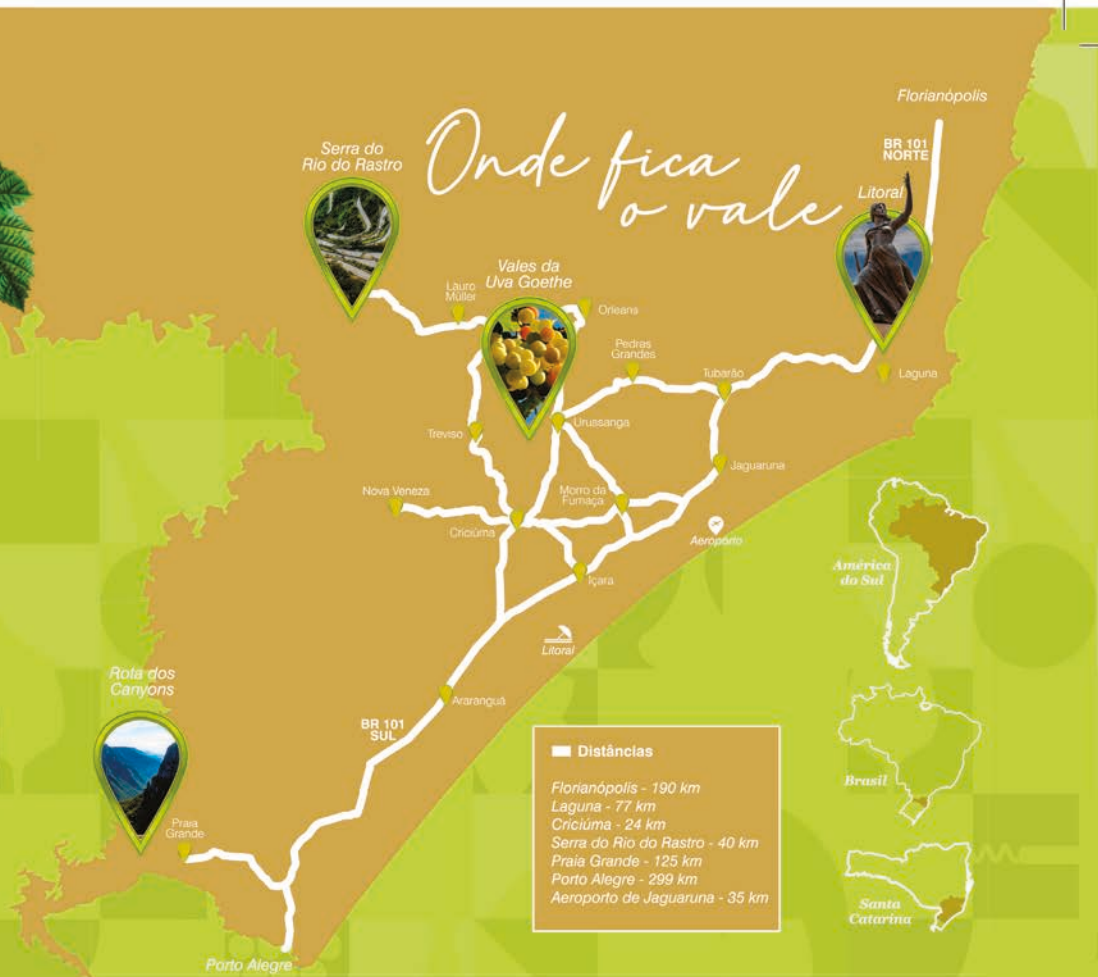 Onde fica
o vale
Florianópolis
BR 101
NORTE
Serra do
Rio do Rastro
Litoral
Vales da
Uva Goethe
Lauro
Müller
Orleans
Pedras
Grandes
Tubarão
Laguna
Urussanga
Treviso
Jaguaruna
Nova Veneza
Morro da
Fumaça
Criciúma
Aeroporto
Içara
Litoral
América
do Sul
Rota dos
Canyons
Araranguá
BR 101
SUL
Praia
Grande
Porto Alegre
Distâncias
Florianópolis - 190 km
Laguna - 77 km
Criciúma - 24 km
Serra do Rio do Rastro - 40 km
Praia Grande - 125 km
Porto Alegre - 299 km
Aeroporto de Jaguaruna - 35 km
Brasil
Santa
Catarina